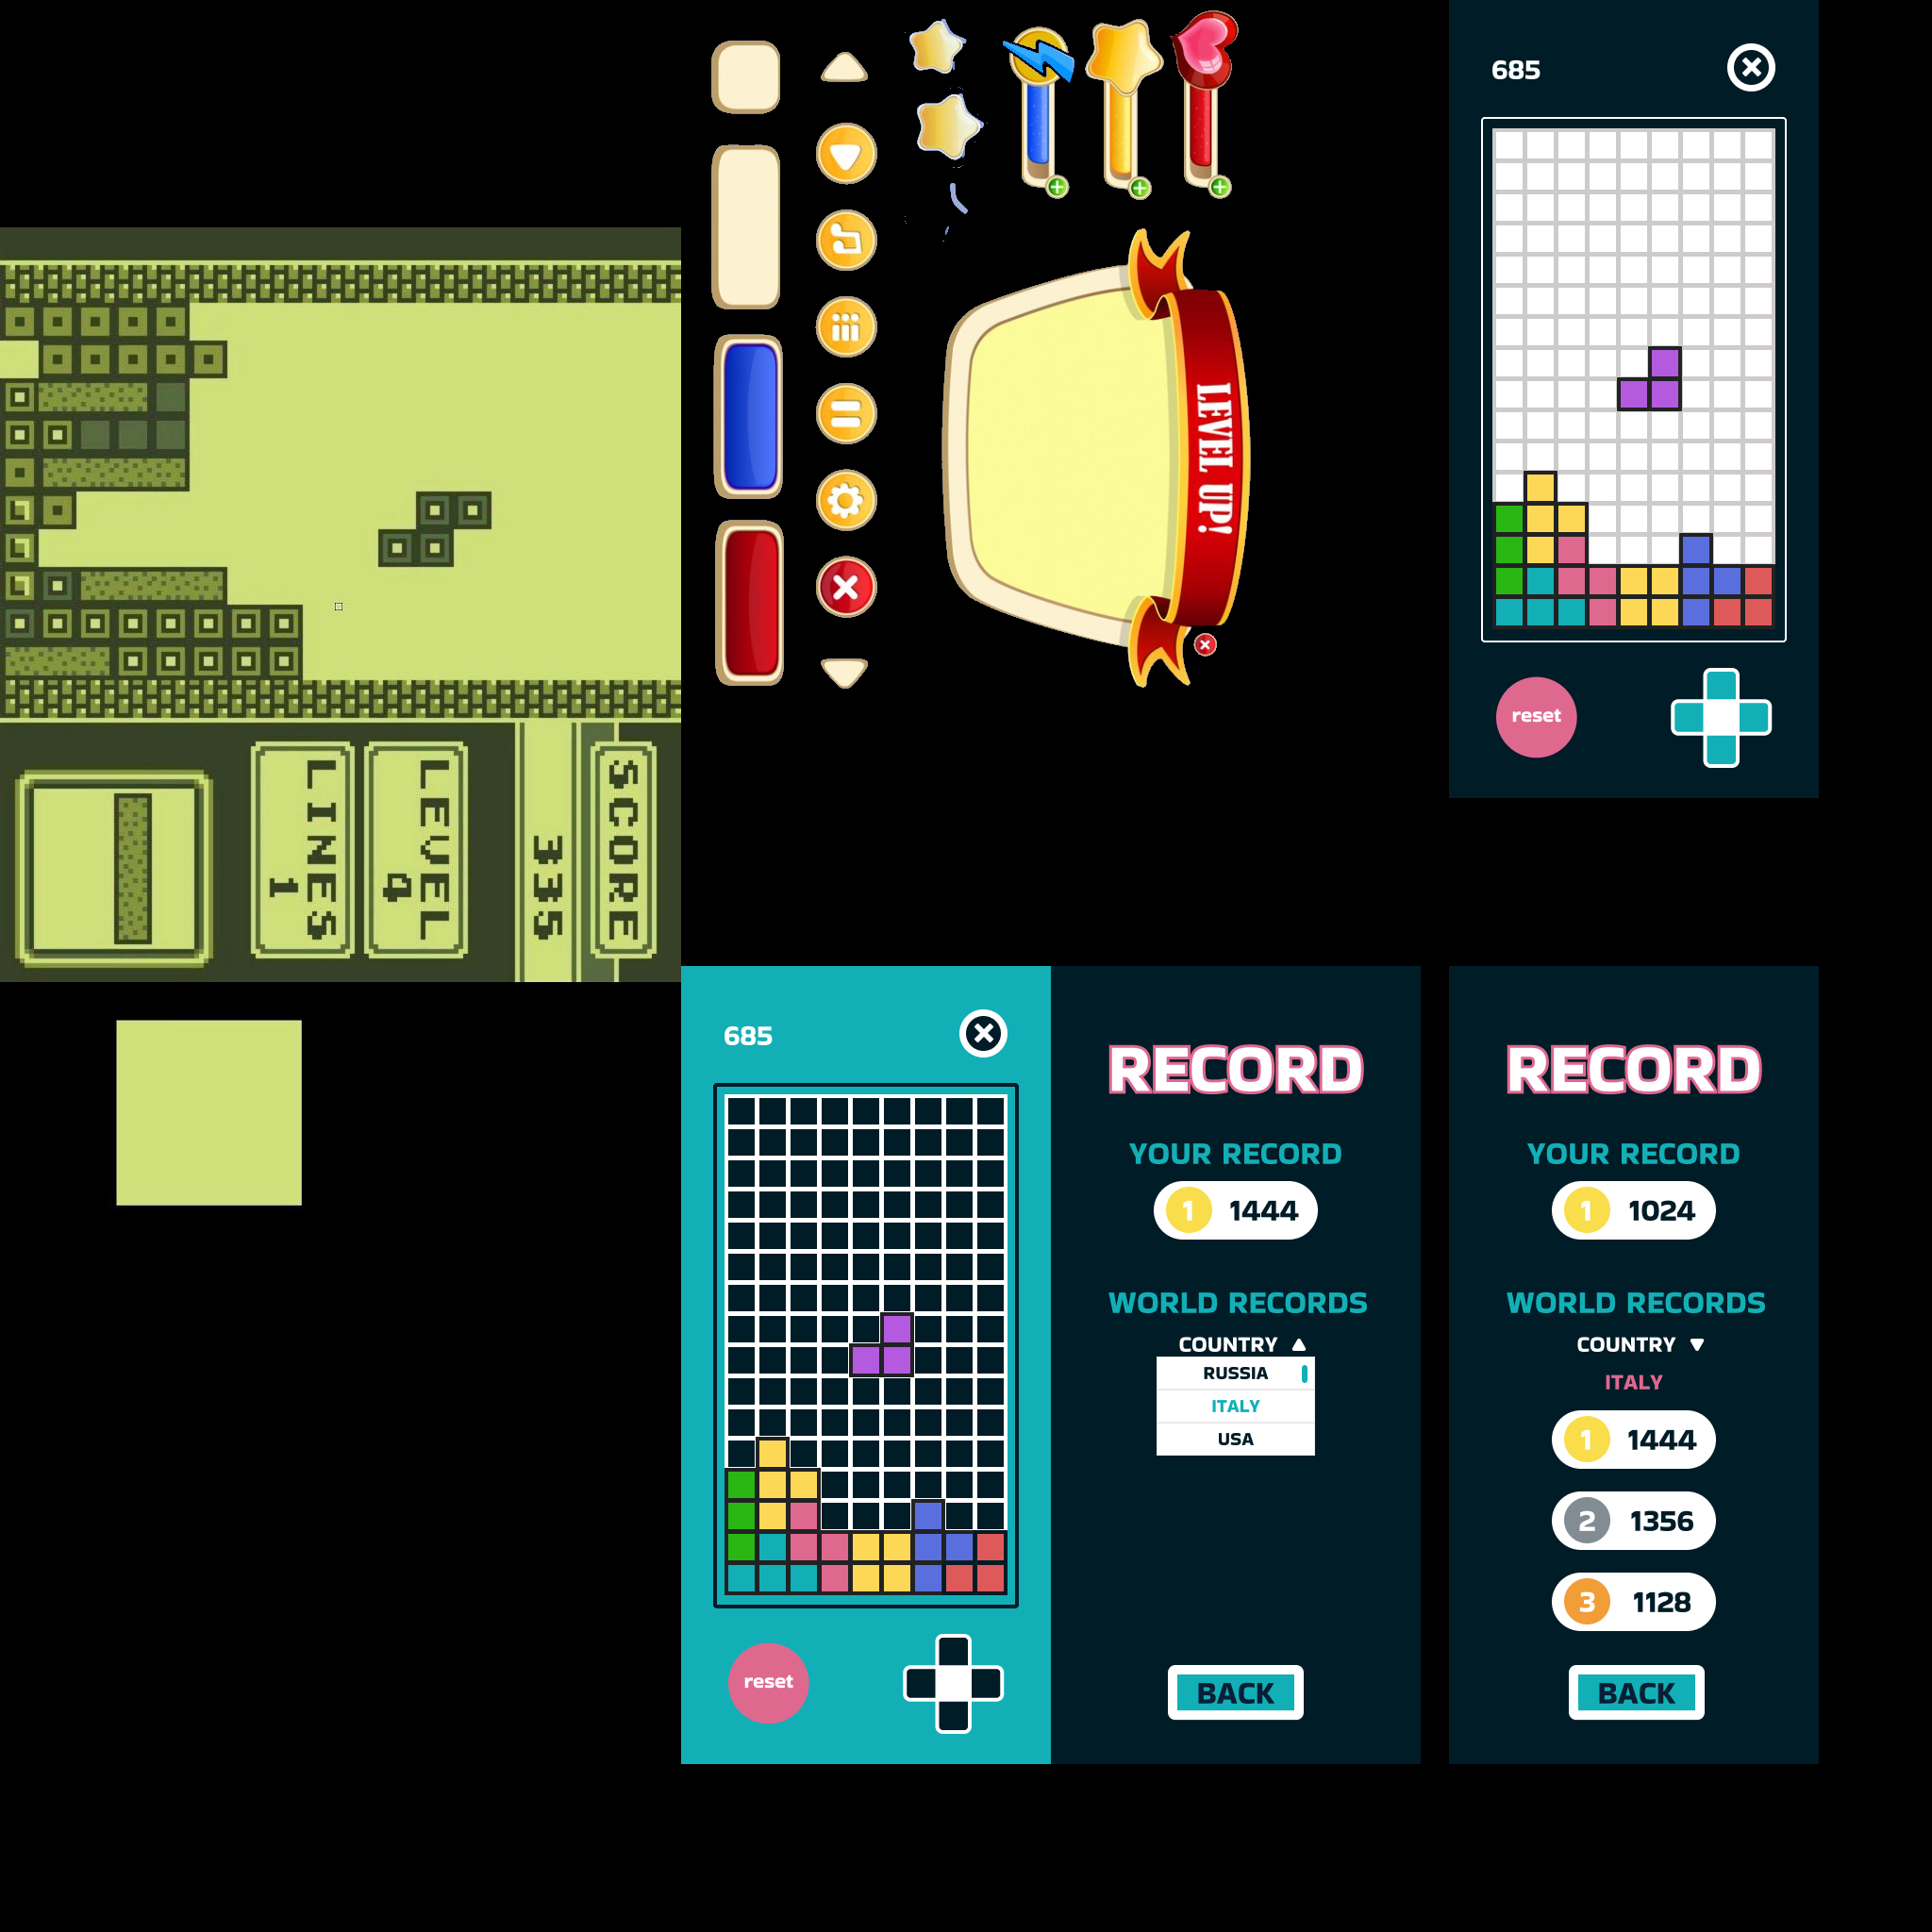 685
reset
LEVEL UP!
SCORE
335
LEVEL
0
LINES
1
685
reset
RECORD
YOUR RECORD
1 1444
WORLD RECORDS
COUNTRY
RUSSIA
ITALY
USA
BACK
RECORD
YOUR RECORD
1 1024
WORLD RECORDS
COUNTRY
ITALY
1 1444
2 1356
3 1128
BACK